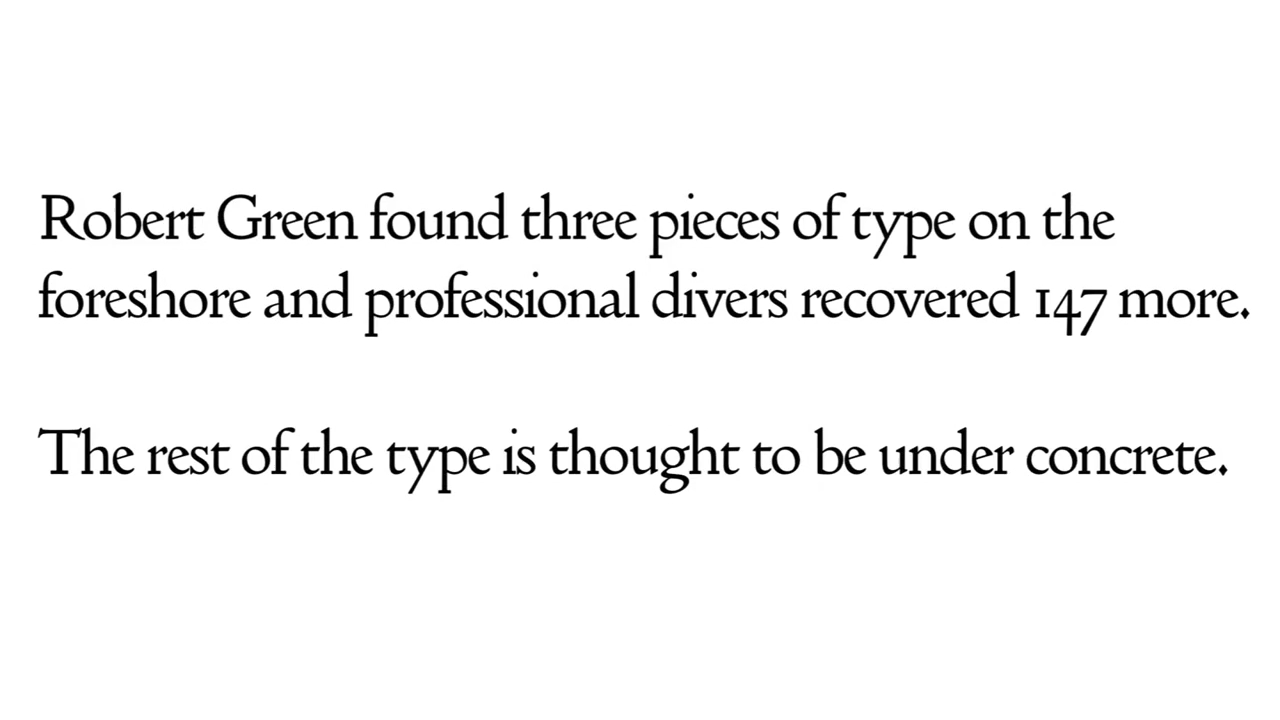 Robert Green found three pieces of type on the
foreshore and professional divers recovered 147 more.
The rest of the type is thought to be under concrete.